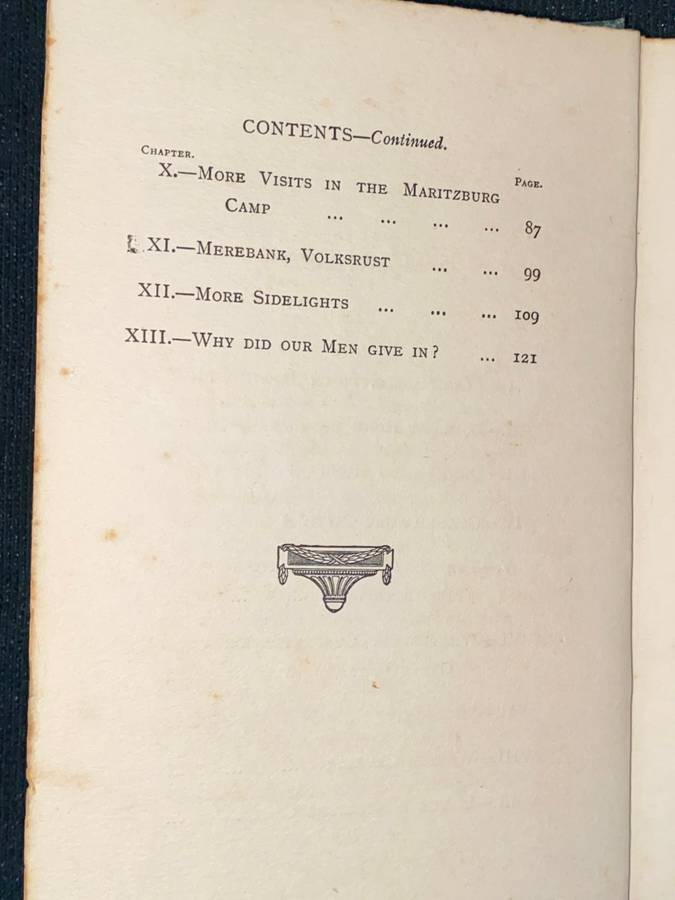 CONTENTS—Continued.
CHAPTER.
PAGE.
X.—MORE VISITS IN THE MARITZBURG
CAMP ... ... ... ... 87
XI.—MEREBANK, VOLKSRUST ... ... 99
XII.—MORE SIDELIGHTS ... ... ... 109
XIII.—WHY DID OUR MEN GIVE IN? ... 121